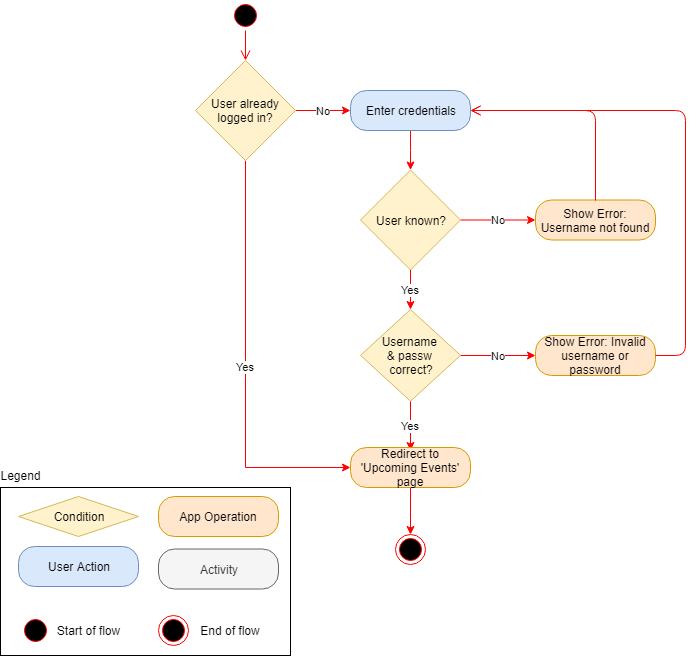 User already
logged in?
No
Enter credentials
User known?
No
Show Error:
Username not found
Yes
Username
& passw
correct?
No
Show Error: Invalid
username or
password
Yes
Yes
Redirect to
'Upcoming Events'
page
Legend
Condition
App Operation
User Action
Activity
Start of flow
End of flow